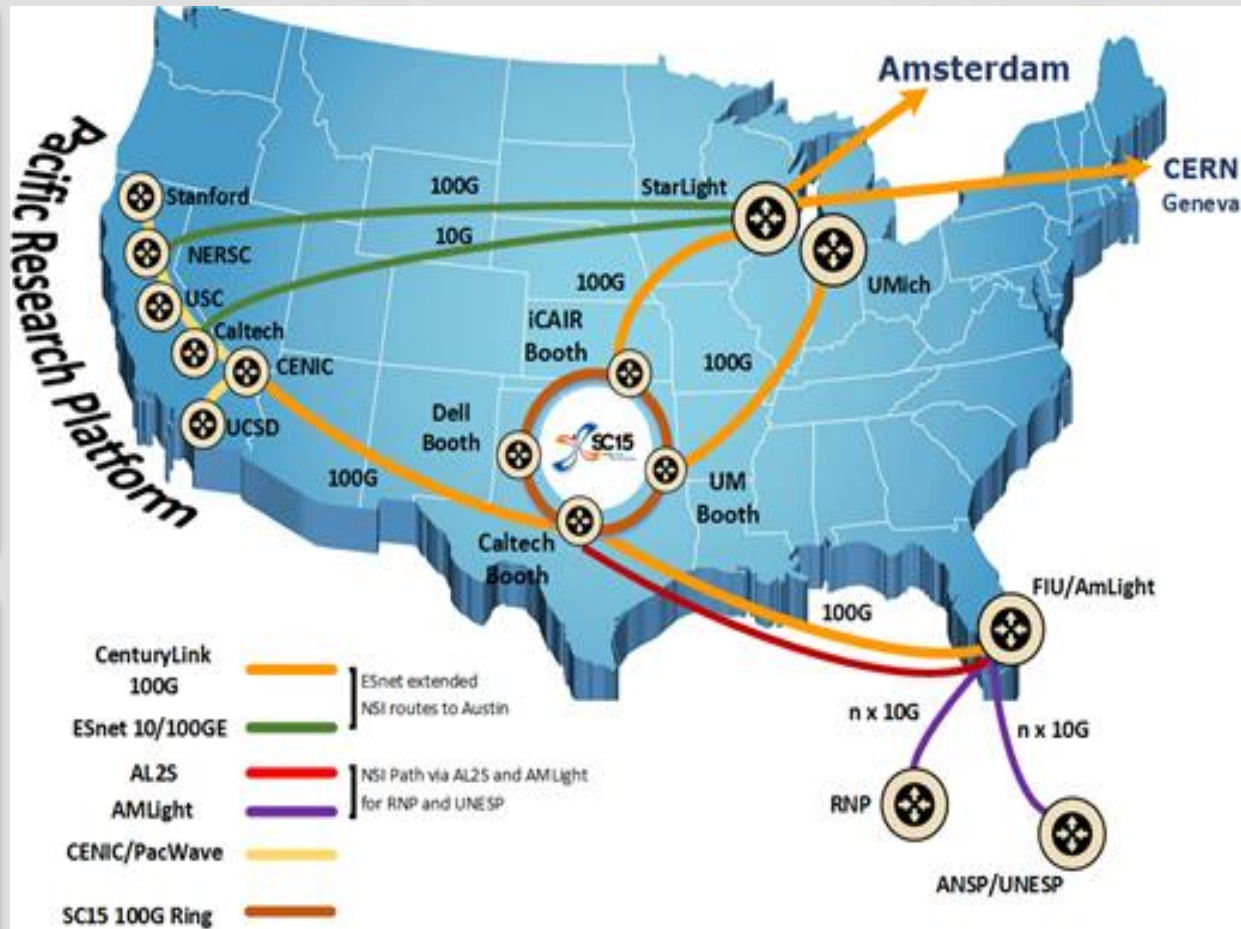 Amsterdam
CERN
Geneva
Pacific Research Platform
Stanford
NERSC
USC
Caltech
CENIC
UCSD
100G
10G
StarLight
UMich
100G
iCAIR
Booth
100G
Dell
Booth
SC15
UM
Booth
100G
Caltech
Booth
FIU/AmLight
100G
n x 10G
n x 10G
RNP
ANSP/UNESP
CenturyLink
100G
ESnet 10/100GE
ESnet extended
NSI routes to Austin
AL2S
AMLight
NSI Path via AL2S and AMLight
for RNP and UNESP
CENIC/PacWave
SC15 100G Ring